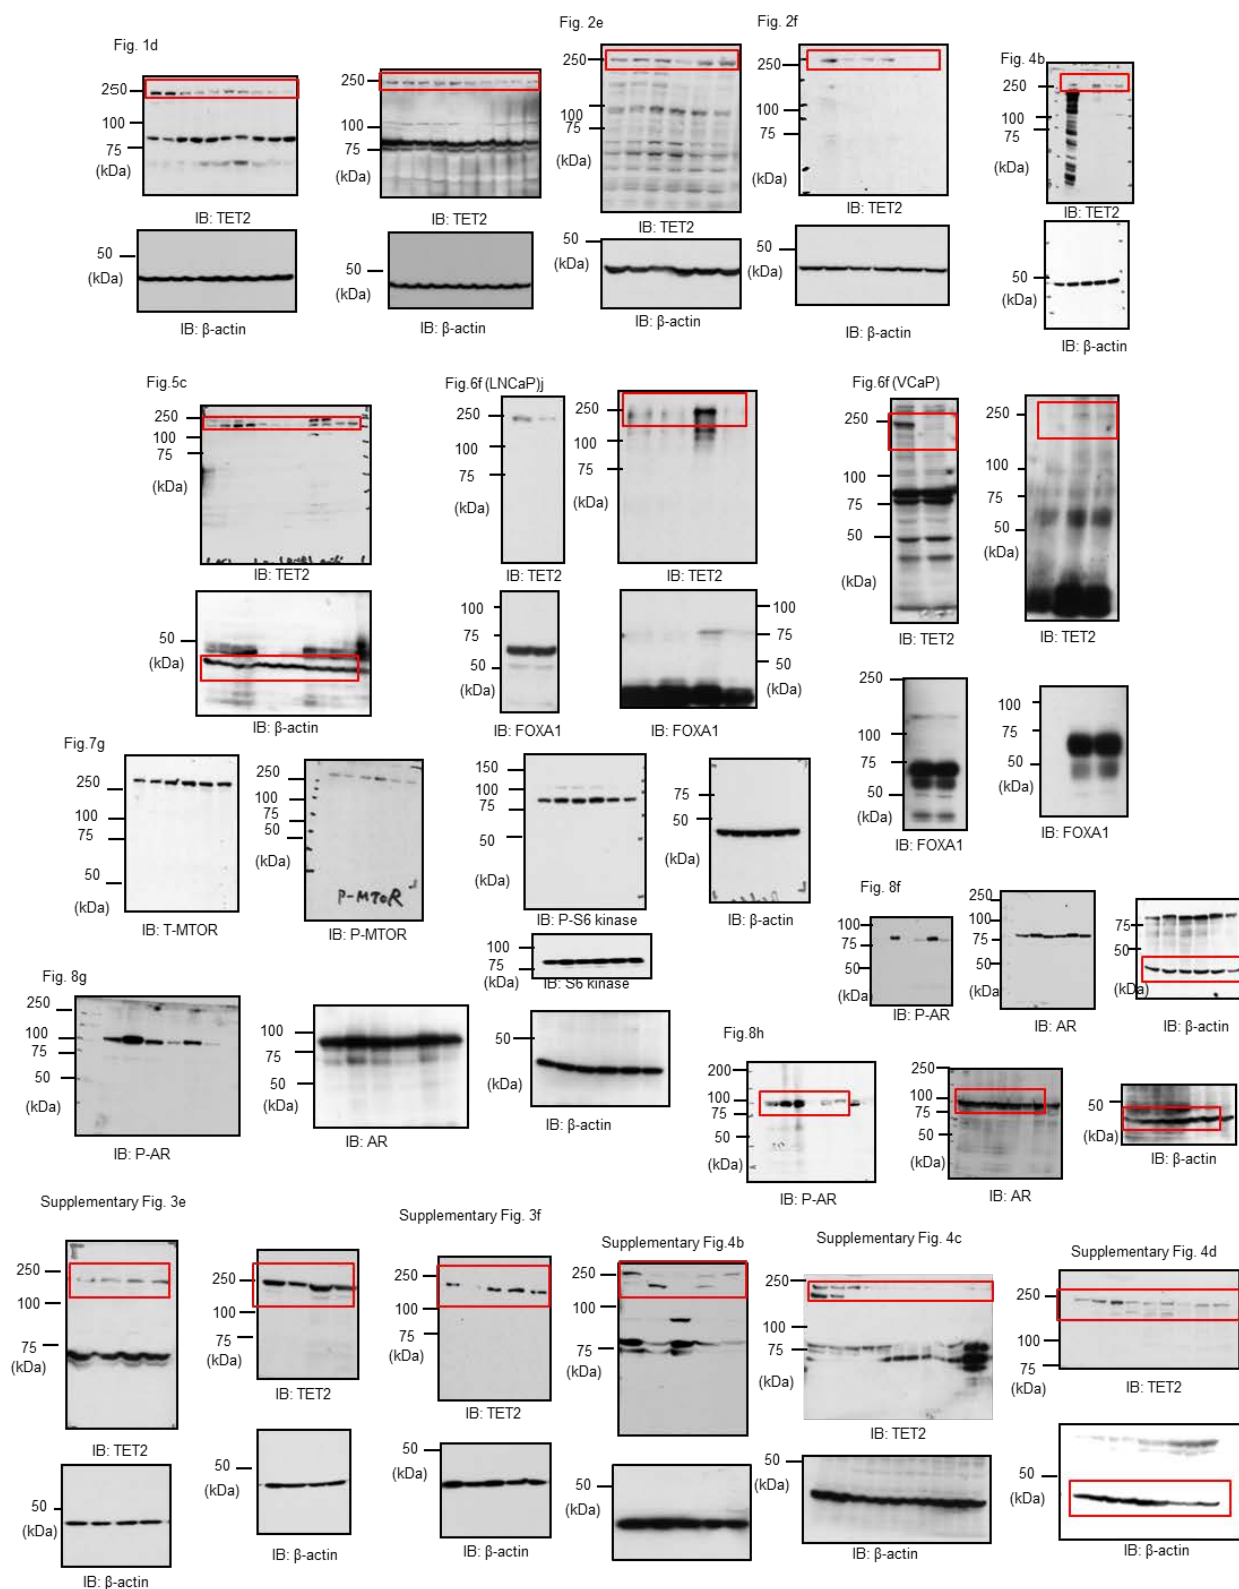 Fig. 1d
250
100
75
(kDa)
IB: TET2
50
(kDa)
IB: β-actin
250
100
75
(kDa)
IB: TET2
50
(kDa)
IB: β-actin
Fig. 2e
250
100
75
(kDa)
IB: TET2
50
(kDa)
IB: β-actin
Fig. 2f
250
100
75
(kDa)
IB: TET2
50
(kDa)
IB: β-actin
Fig. 4b
250
100
75
(kDa)
IB: TET2
50
(kDa)
IB: β-actin
Fig.5c
250
100
75
(kDa)
IB: TET2
50
(kDa)
IB: β-actin
Fig.6f (LNCaP)j
250
100
75
(kDa)
IB: TET2
100
75
50
(kDa)
IB: FOXA1
250
100
75
(kDa)
IB: TET2
100
75
50
(kDa)
IB: FOXA1
Fig.6f (VCaP)
250
100
75
50
(kDa)
IB: TET2
250
100
75
50
(kDa)
IB: FOXA1
250
100
75
50
(kDa)
IB: TET2
100
75
50
(kDa)
IB: FOXA1
Fig.7g
250
100
75
50
(kDa)
IB: T-MTOR
250
100
75
50
(kDa)
P-MTOR
IB: P-MTOR
150
100
75
50
(kDa)
IB: P-S6 kinase
100
75
(kDa)
IB: S6 kinase
75
50
(kDa)
IB: β-actin
Fig. 8f
100
75
50
(kDa)
IB: P-AR
250
100
75
50
(kDa)
IB: AR
75
50
(kDa)
IB: β-actin
Fig. 8g
250
100
75
50
(kDa)
IB: P-AR
100
75
50
(kDa)
IB: AR
50
(kDa)
IB: β-actin
Fig.8h
200
100
75
50
(kDa)
IB: P-AR
250
100
75
50
(kDa)
IB: AR
50
(kDa)
IB: β-actin
Supplementary Fig. 3e
250
100
75
(kDa)
IB: TET2
50
(kDa)
IB: β-actin
250
100
75
(kDa)
IB: TET2
50
(kDa)
IB: β-actin
Supplementary Fig. 3f
250
100
75
(kDa)
IB: TET2
50
(kDa)
IB: β-actin
Supplementary Fig.4b
250
100
75
(kDa)
50
(kDa)
Supplementary Fig. 4c
250
100
75
(kDa)
IB: TET2
50
(kDa)
IB: β-actin
Supplementary Fig. 4d
250
100
75
(kDa)
IB: TET2
50
(kDa)
IB: β-actin